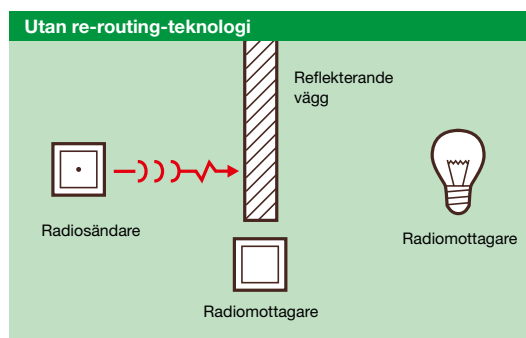 Utan re-routing-teknologi
Reflekterande
vägg
Radiosändare
Radiomottagare
Radiomottagare